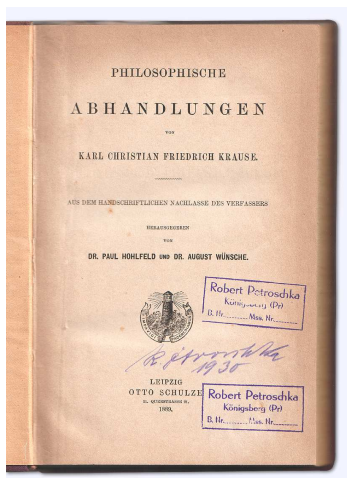 PHILOSOPHISCHE
ABHANDLUNGEN
VON
KARL CHRISTIAN FRIEDRICH KRAUSE.
AUS DEM HANDSCHRIFTLICHEN NACHLASSE DES VERFASSERS
HERAUSGEGEBEN
VON
DR. PAUL HOHLFELD UND DR. AUGUST WÜNSCHE.
Robert Petroschka
Königsberg (Pr)
B. Nr.......... Mss. Nr..........
R. Petroschka
1930
LEIPZIG
OTTO SCHULZE
1889.
Robert Petroschka
Königsberg (Pr)
B. Nr.......... Mss. Nr..........